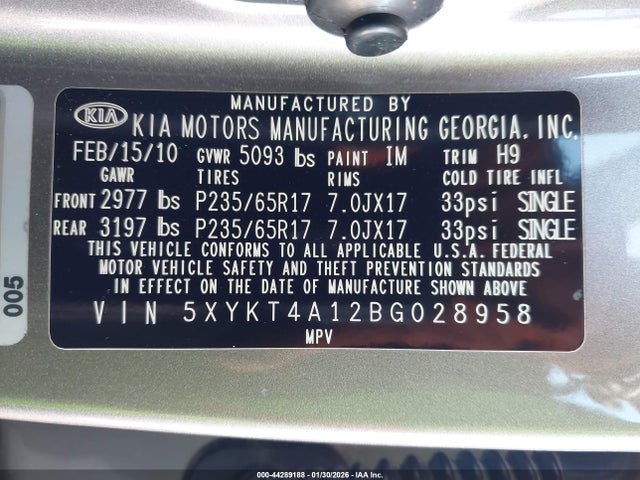 MANUFACTURED BY
KIA KIA MOTORS MANUFACTURING GEORGIA, INC.
FEB/15/10 GVWR 5093 lbs PAINT IM TRIM H9
GAWR TIRES RIMS COLD TIRE INFL
FRONT 2977 lbs P235/65R17 7.0JX17 33psi SINGLE
REAR 3197 lbs P235/65R17 7.0JX17 33psi SINGLE
THIS VEHICLE CONFORMS TO ALL APPLICABLE U.S.A. FEDERAL
MOTOR VEHICLE SAFETY AND THEFT PREVENTION STANDARDS
IN EFFECT ON THE DATE OF MANUFACTURE SHOWN ABOVE
VIN 5XYKT4A12BG028958
MPV
005
000-44289188 - 01/30/2026 - IAA Inc.